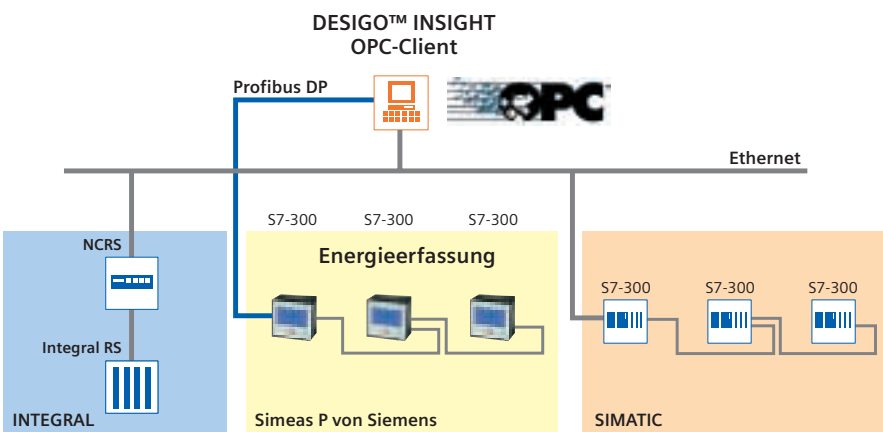 DESIGO™ INSIGHT
OPC-Client
Profibus DP
OPC
Ethernet
S7-300 S7-300 S7-300
NCRS
Energieerfassung
S7-300 S7-300 S7-300
Integral RS
INTEGRAL
Simeas P von Siemens
SIMATIC